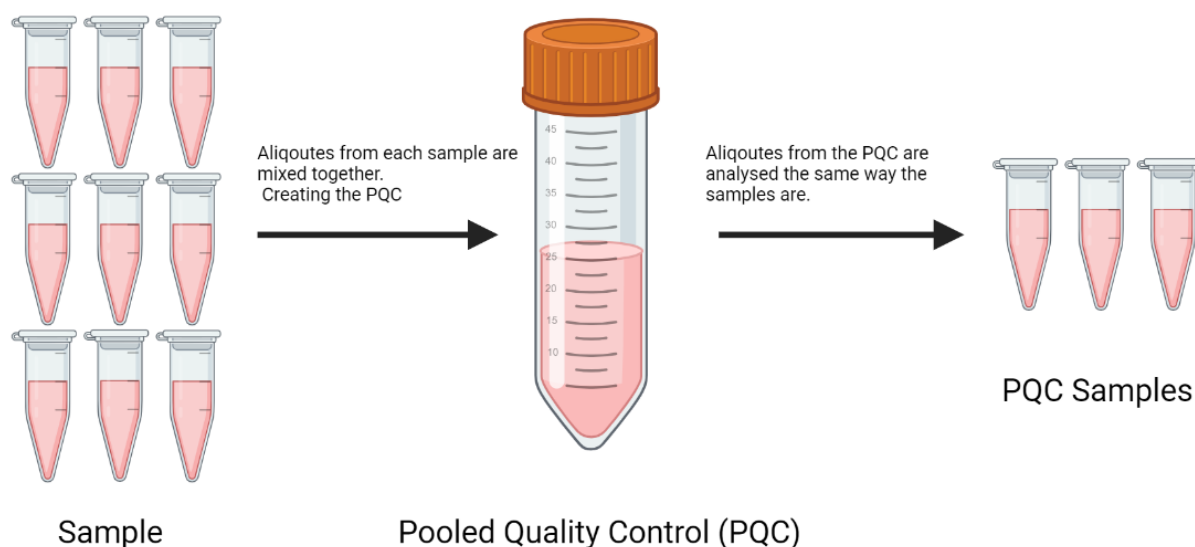 Aliqoutes from each sample are
mixed together.
Creating the PQC
45
40
35
30
25
20
15
10
Aliqoutes from the PQC are
analysed the same way the
samples are.
PQC Samples
Sample
Pooled Quality Control (PQC)